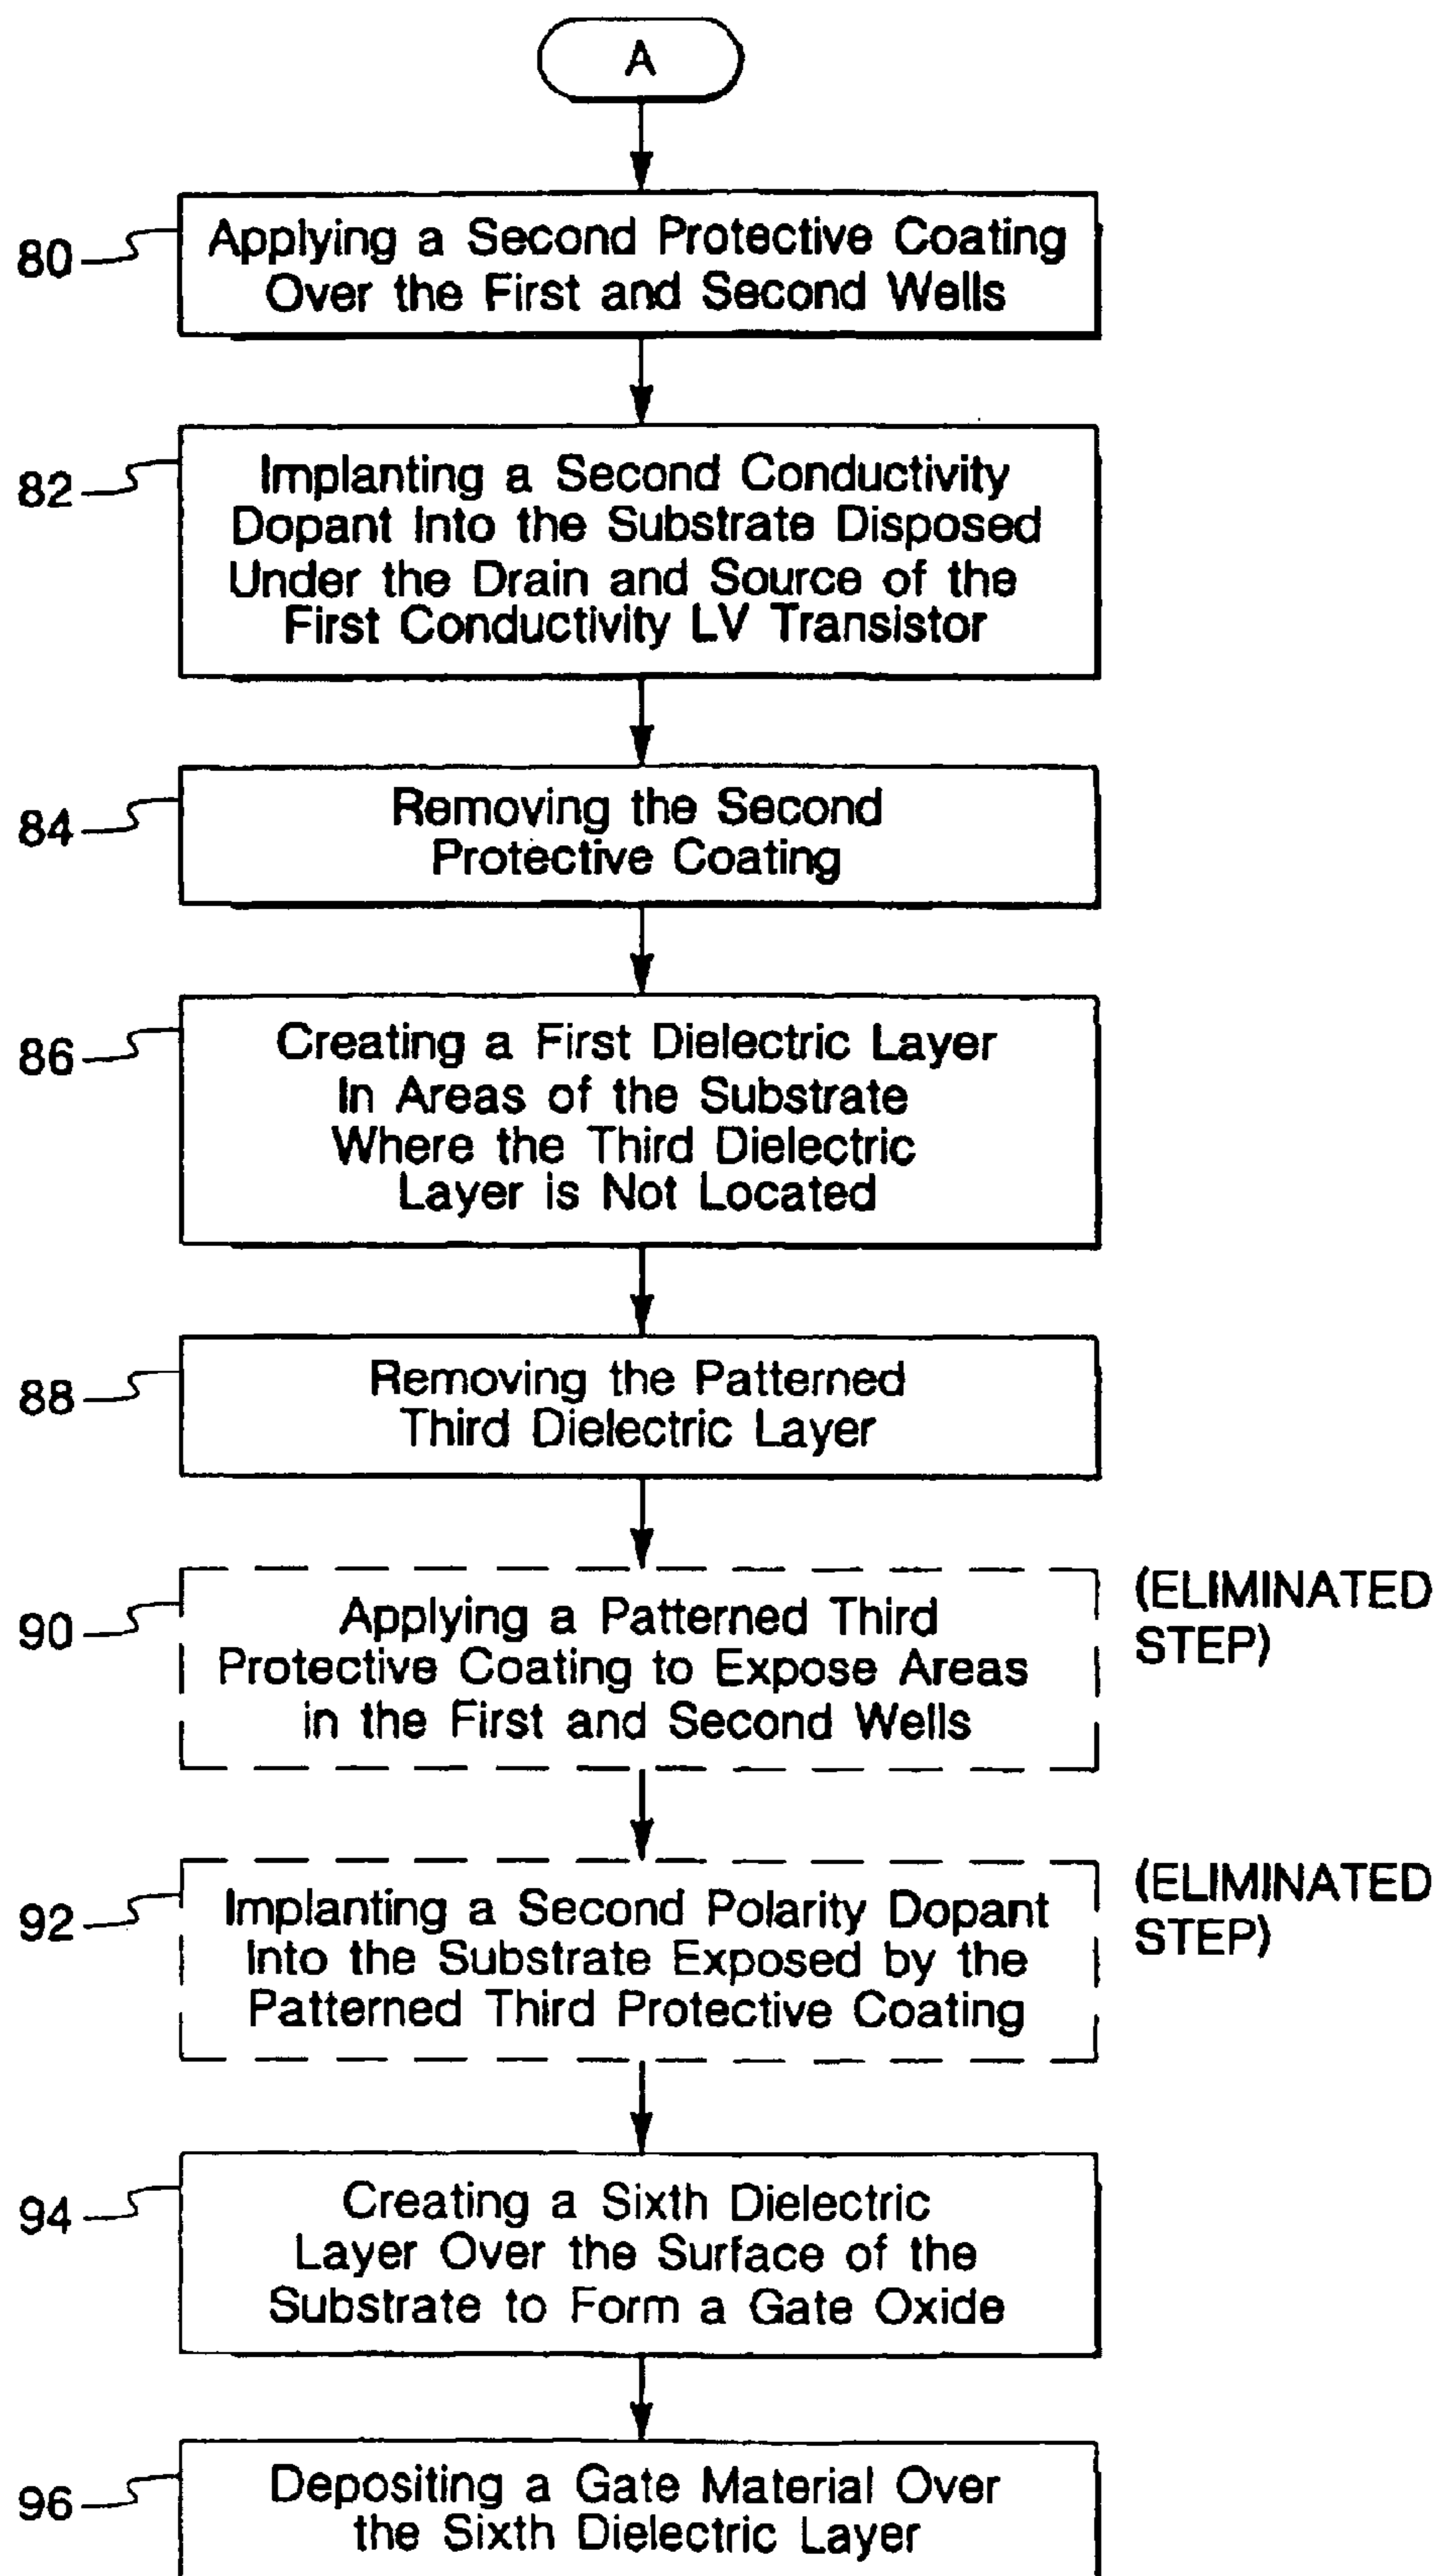 A
80
Applying a Second Protective Coating
Over the First and Second Wells
82
Implanting a Second Conductivity
Dopant Into the Substrate Disposed
Under the Drain and Source of the
First Conductivity LV Transistor
84
Removing the Second
Protective Coating
86
Creating a First Dielectric Layer
In Areas of the Substrate
Where the Third Dielectric
Layer is Not Located
88
Removing the Patterned
Third Dielectric Layer
90
Applying a Patterned Third
Protective Coating to Expose Areas
in the First and Second Wells
(ELIMINATED
STEP)
92
Implanting a Second Polarity Dopant
Into the Substrate Exposed by the
Patterned Third Protective Coating
(ELIMINATED
STEP)
94
Creating a Sixth Dielectric
Layer Over the Surface of the
Substrate to Form a Gate Oxide
96
Depositing a Gate Material Over
the Sixth Dielectric Layer